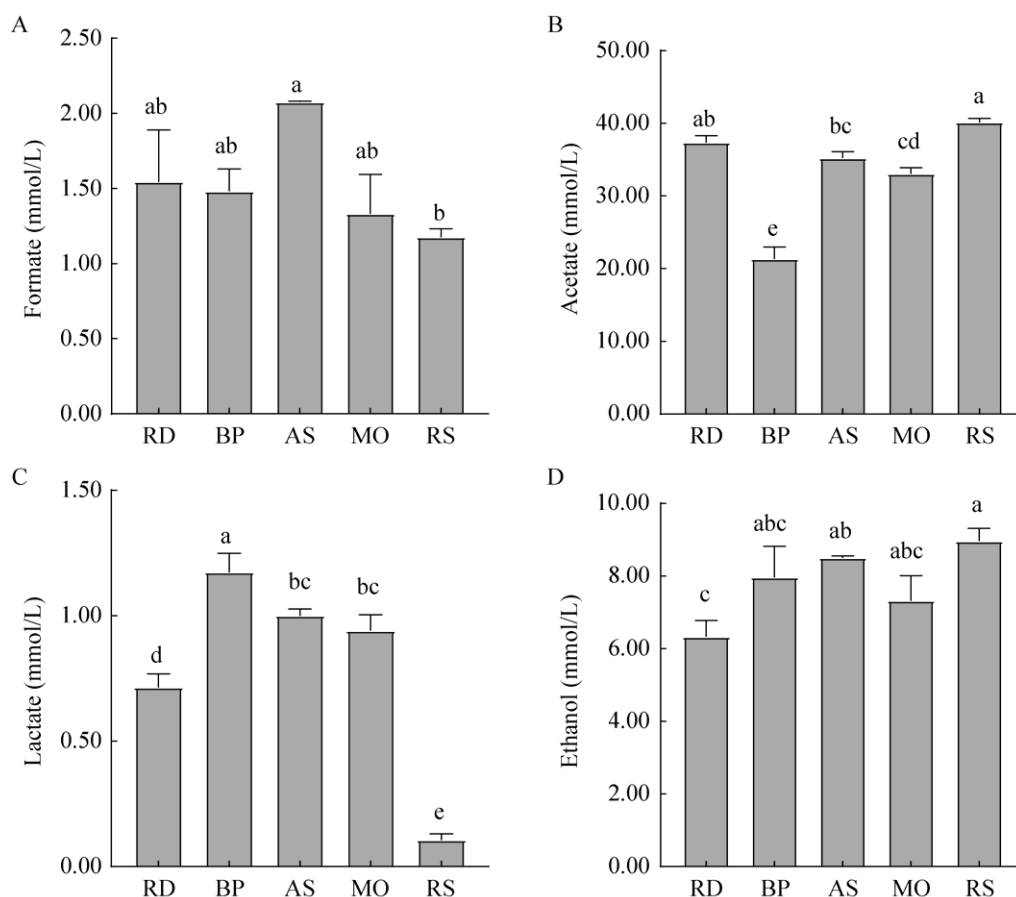 A
2.50
2.00
1.50
1.00
0.50
0.00
Formate (mmol/L)
ab
ab
a
ab
b
RD BP AS MO RS
B
50.00
40.00
30.00
20.00
10.00
0.00
Acetate (mmol/L)
ab
e
bc
cd
a
RD BP AS MO RS
C
1.50
1.00
0.50
0.00
Lactate (mmol/L)
d
a
bc
bc
e
RD BP AS MO RS
D
10.00
8.00
6.00
4.00
2.00
0.00
Ethanol (mmol/L)
c
abc
ab
abc
a
RD BP AS MO RS